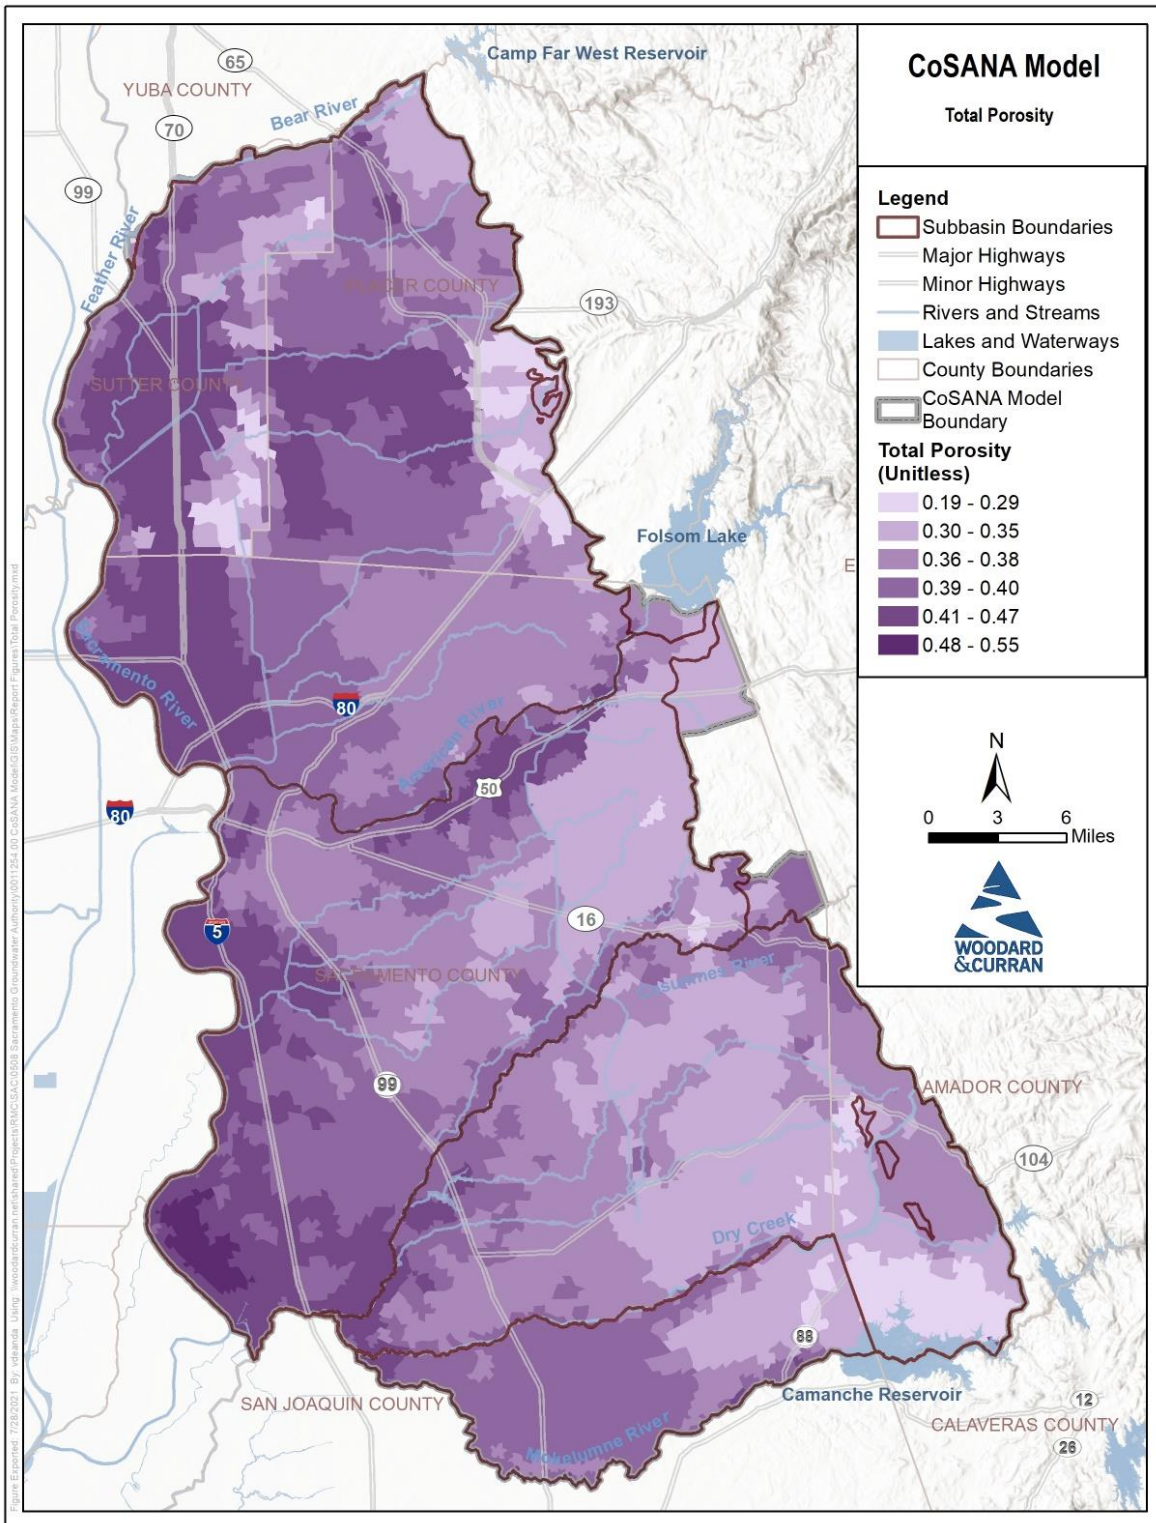 CoSANA Model
Total Porosity
Legend
Subbasin Boundaries
Major Highways
Minor Highways
Rivers and Streams
Lakes and Waterways
County Boundaries
CoSANA Model
Boundary
Total Porosity
(Unitless)
0.19 - 0.29
0.30 - 0.35
0.36 - 0.38
0.39 - 0.40
0.41 - 0.47
0.48 - 0.55
N
0 3 6
Miles
WOODARD
&CURRAN
65
Camp Far West Reservoir
YUBA COUNTY
Bear River
70
99
Feather River
PLACER COUNTY
193
SUTTER COUNTY
Folsom Lake
E
Sacramento River
80
American River
50
80
16
5
SACRAMENTO COUNTY
Cosumnes River
99
AMADOR COUNTY
104
Dry Creek
88
Camanche Reservoir
SAN JOAQUIN COUNTY
12
CALAVERAS COUNTY
26
Mokelumne River